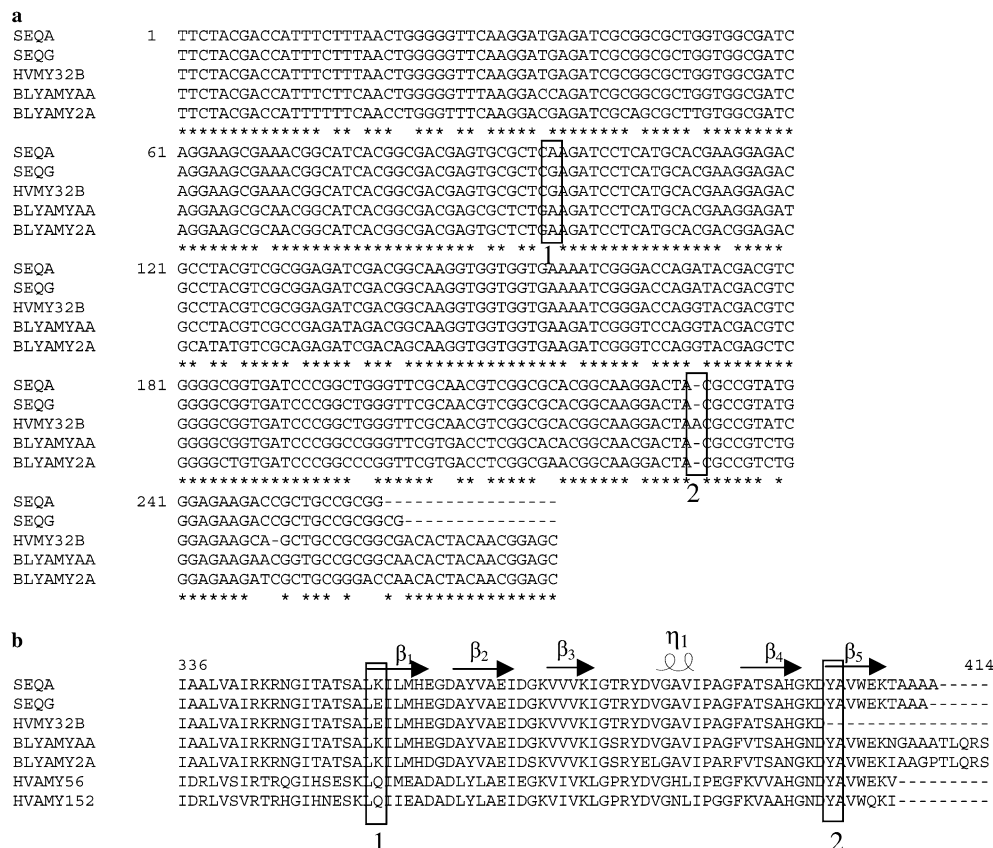 a
SEQA 1 TTCTACGACCATTTCTTTAACTGGGGGTTCAAGGATGAGATCGCGGCGCTGGTGGCGATC
SEQG TTCTACGACCATTTCTTTAACTGGGGGTTCAAGGATGAGATCGCGGCGCTGGTGGCGATC
HVMY32B TTCTACGACCATTTCTTTAACTGGGGGTTCAAGGATGAGATCGCGGCGCTGGTGGCGATC
BLYAMYAA TTCTACGACCATTTCTTCAACTGGGGGTTTAAGGACCAGATCGCGGCGCTGGTGGCGATC
BLYAMY2A TTCTACGACCATTTTTTCAACCTGGGTTTCAAGGACGAGATCGCAGCGCTTGTGGCGATC
************** ** *** *** ** ***** ******** ***** *********
SEQA 61 AGGAAGCGAAACGGCATCACGGCGACGAGTGCGCTCAAGATCCTCATGCACGAAGGAGAC
SEQG AGGAAGCGAAACGGCATCACGGCGACGAGTGCGCTCGAGATCCTCATGCACGAAGGAGAC
HVMY32B AGGAAGCGAAACGGCATCACGGCGACGAGTGCGCTCGAGATCCTCATGCACGAAGGAGAC
BLYAMYAA AGGAAGCGCAACGGCATCACGGCGACGAGCGCTCTGAAGATCCTCATGCACGAAGGAGAT
BLYAMY2A AGGAAGCGCAACGGCATCACGGCGACGAGTGCTCTGAAGATCCTCATGCACGACGGAGAC
******** ******************** ** ** *************** *****
1
SEQA 121 GCCTACGTCGCGGAGATCGACGGCAAGGTGGTGGTGAAAATCGGGACCAGATACGACGTC
SEQG GCCTACGTCGCGGAGATCGACGGCAAGGTGGTGGTGAAAATCGGGACCAGATACGACGTC
HVMY32B GCCTACGTCGCGGAGATCGACGGCAAGGTGGTGGTGAAAATCGGGACCAGGTACGACGTC
BLYAMYAA GCCTACGTCGCCGAGATAGACGGCAAGGTGGTGGTGAAGATCGGGTCCAGGTACGACGTC
BLYAMY2A GCATATGTCGCAGAGATCGACAGCAAGGTGGTGGTGAAGATCGGGTCCAGGTACGAGCTC
** ** ***** ***** *** **************** ****** **** ***** **
SEQA 181 GGGGCGGTGATCCCGGCTGGGTTCGCAACGTCGGCGCACGGCAAGGACTA-CGCCGTATG
SEQG GGGGCGGTGATCCCGGCTGGGTTCGCAACGTCGGCGCACGGCAAGGACTA-CGCCGTATG
HVMY32B GGGGCGGTGATCCCGGCTGGGTTCGCAACGTCGGCGCACGGCAAGGACTAACGCCGTATC
BLYAMYAA GGGGCGGTGATCCCGGCCGGGTTCGTGACCTCGGCACACGGCAACGACTA-CGCCGTCTG
BLYAMY2A GGGGCTGTGATCCCGGCCCGGTTCGTGACCTCGGCGAACGGCAAGGACTA-CGCCGTCTG
***************** ****** ** ***** ******* ***** ****** *
2
SEQA 241 GGAGAAGACCGCTGCCGCGG-----------------
SEQG GGAGAAGACCGCTGCCGCGGCG---------------
HVMY32B GGAGAAGCA-GCTGCCGCGGCGACACTACAACGGAGC
BLYAMYAA GGAGAAGAACGGTGCCGCGGCAACACTACAACGGAGC
BLYAMY2A GGAGAAGATCGCTGCGGGACCAACACTACAACGGAGC
******* * *** * * **************
b
β1 β2 β3 η1 β4 β5
336 414
SEQA IAALVAIRKRNGITATSALKILMHEGDAYVAEIDGKVVVKIGTRYDVGAVIPAGFATSAHGKDYAVWEKTAAAA-----
SEQG IAALVAIRKRNGITATSALEILMHEGDAYVAEIDGKVVVKIGTRYDVGAVIPAGFATSAHGKDYAVWEKTAAA------
HVMY32B IAALVAIRKRNGITATSALEILMHEGDAYVAEIDGKVVVKIGTRYDVGAVIPAGFATSAHGKD----------------
BLYAMYAA IAALVAIRKRNGITATSALKILMHEGDAYVAEIDGKVVVKIGSRYDVGAVIPAGFVTSAHGNDYAVWEKNGAAATLQRS
BLYAMY2A IAALVAIRKRNGITATSALKILMHDGDAYVAEIDSKVVVKIGSRYELGAVIPARFVTSANGKDYAVWEKIAAGPTLQRS
HVAMY56 IDRLVSIRTRQGIHSESKLQIMEADADLYLAEIEGKVIVKLGPRYDVGHLIPEGFKVVAHGNDYAVWEKV---------
HVAMY152 IDRLVSVRTRHGIHNESKLQIIEADADLYLAEIDGKVIVKLGPRYDVGNLIPGGFKVAAHGNDYAVWQKI---------
1 2